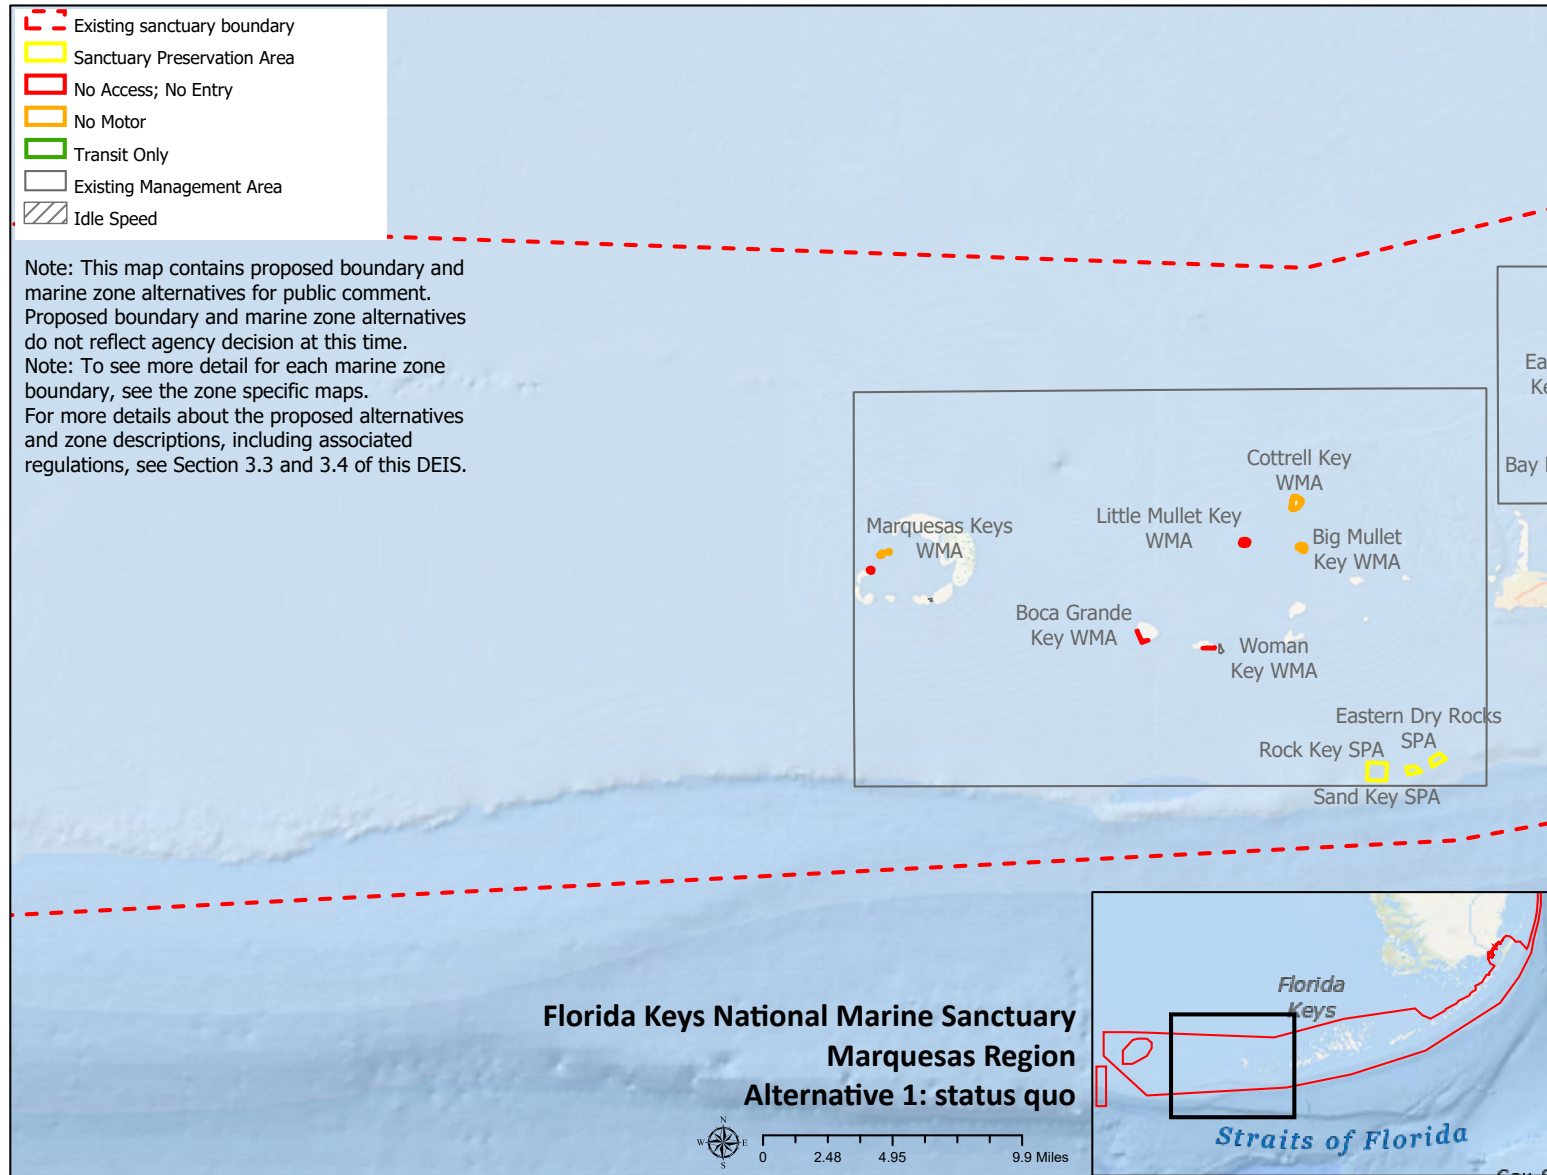 Existing sanctuary boundary
Sanctuary Preservation Area
No Access; No Entry
No Motor
Transit Only
Existing Management Area
Idle Speed
Note: This map contains proposed boundary and
marine zone alternatives for public comment.
Proposed boundary and marine zone alternatives
do not reflect agency decision at this time.
Note: To see more detail for each marine zone
boundary, see the zone specific maps.
For more details about the proposed alternatives
and zone descriptions, including associated
regulations, see Section 3.3 and 3.4 of this DEIS.
Ea
Ke
Bay
Cottrell Key
WMA
Little Mullet Key
WMA
Big Mullet
Key WMA
Marquesas Keys
WMA
Boca Grande
Key WMA
Woman
Key WMA
Eastern Dry Rocks
SPA
Rock Key SPA
Sand Key SPA
Florida Keys National Marine Sanctuary
Marquesas Region
Alternative 1: status quo
N
W E
S
0 2.48 4.95 9.9 Miles
Florida
Keys
Straits of Florida